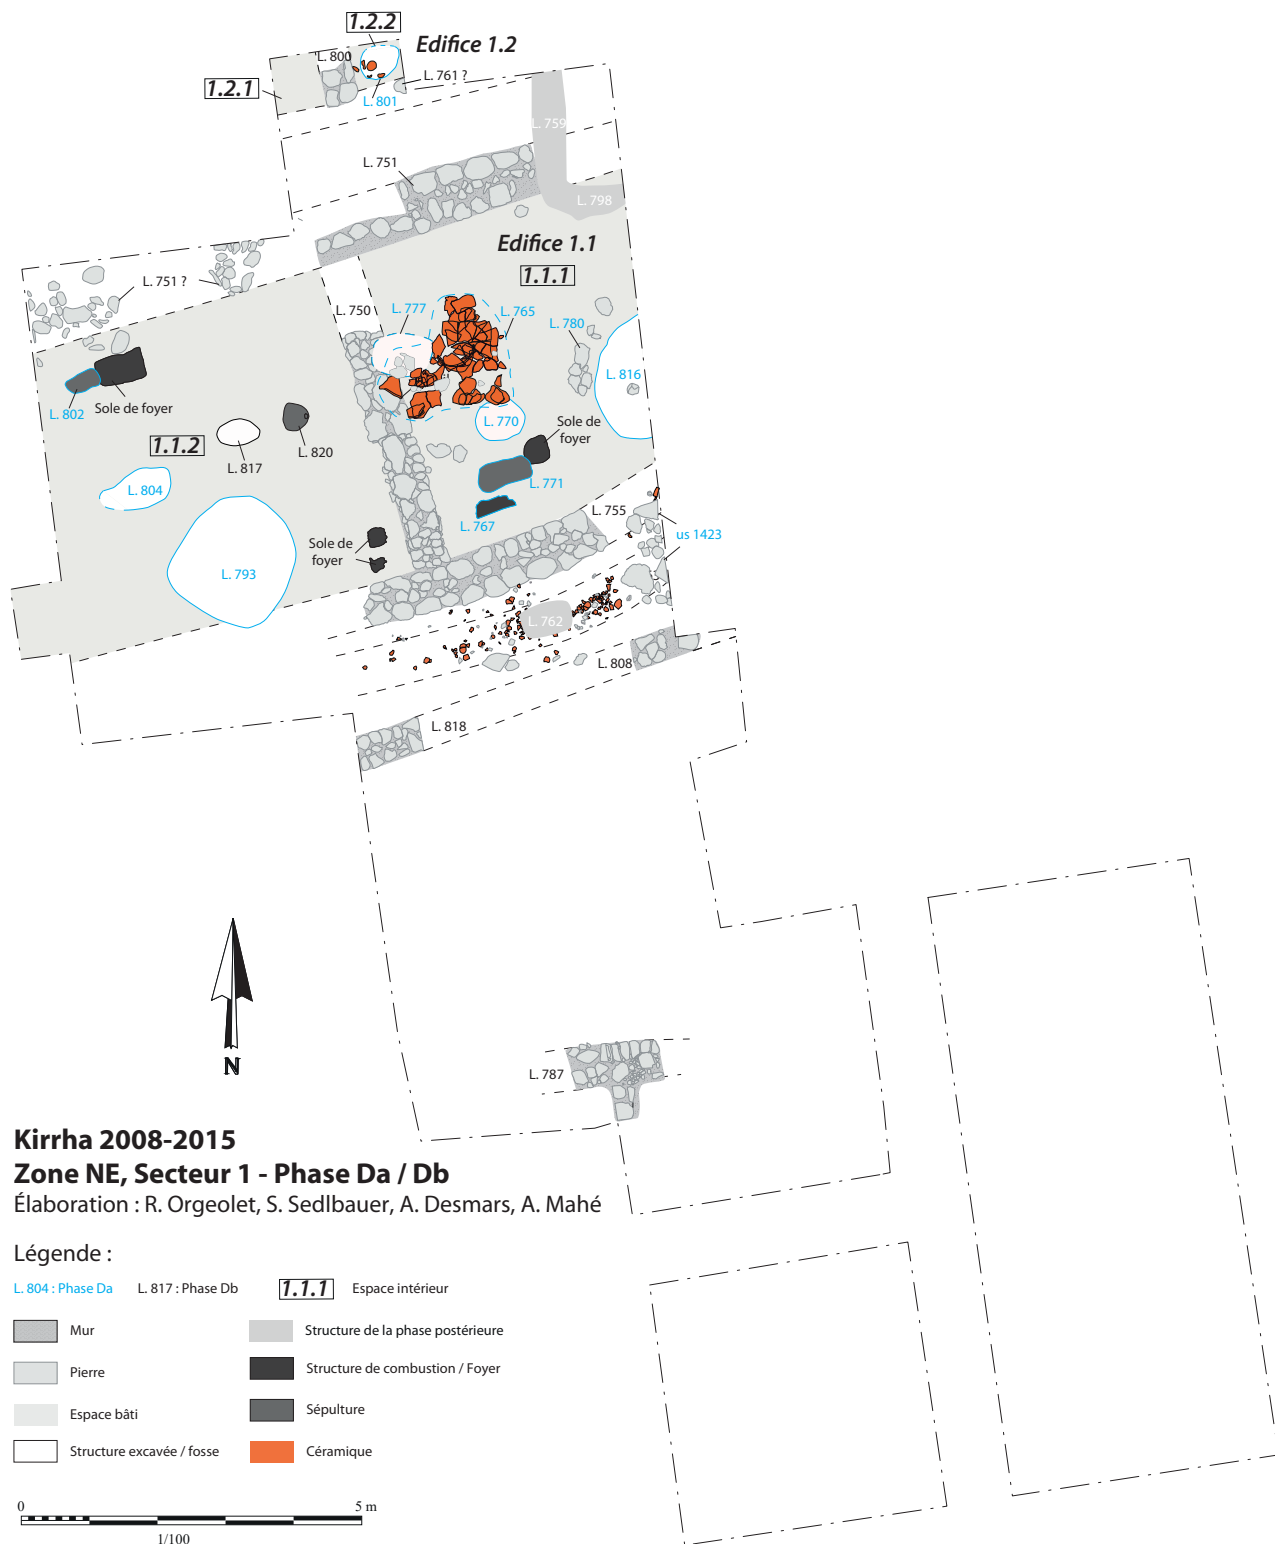 1.2.2
Edifice 1.2
L. 800
L. 761 ?
1.2.1
L. 801
L. 759
L. 751
L. 798
Edifice 1.1
1.1.1
L. 751 ?
L. 750
L. 777
L. 765
L. 780
L. 816
L. 802
Sole de foyer
L. 770
Sole de
foyer
1.1.2
L. 820
L. 817
L. 804
L. 771
L. 767
L. 755
us 1423
Sole de
foyer
L. 793
L. 762
L. 808
L. 818
N
L. 787
Kirrha 2008-2015
Zone NE, Secteur 1 - Phase Da / Db
Élaboration : R. Orgeolet, S. Sedlbauer, A. Desmars, A. Mahé
Légende :
L. 804 : Phase Da L. 817 : Phase Db 1.1.1 Espace intérieur
Mur Structure de la phase postérieure
Pierre Structure de combustion / Foyer
Espace bâti Sépulture
Structure excavée / fosse Céramique
0 5 m
1/100